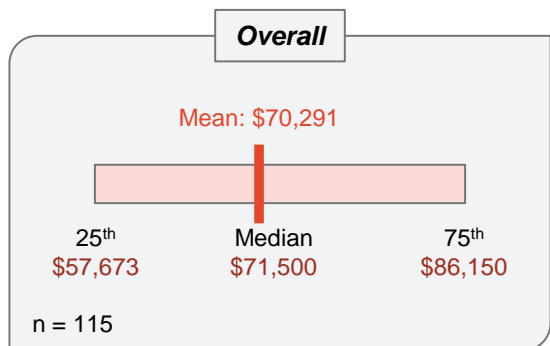 Overall
Mean: $70,291
25th Median 75th
$57,673 $71,500 $86,150
n = 115